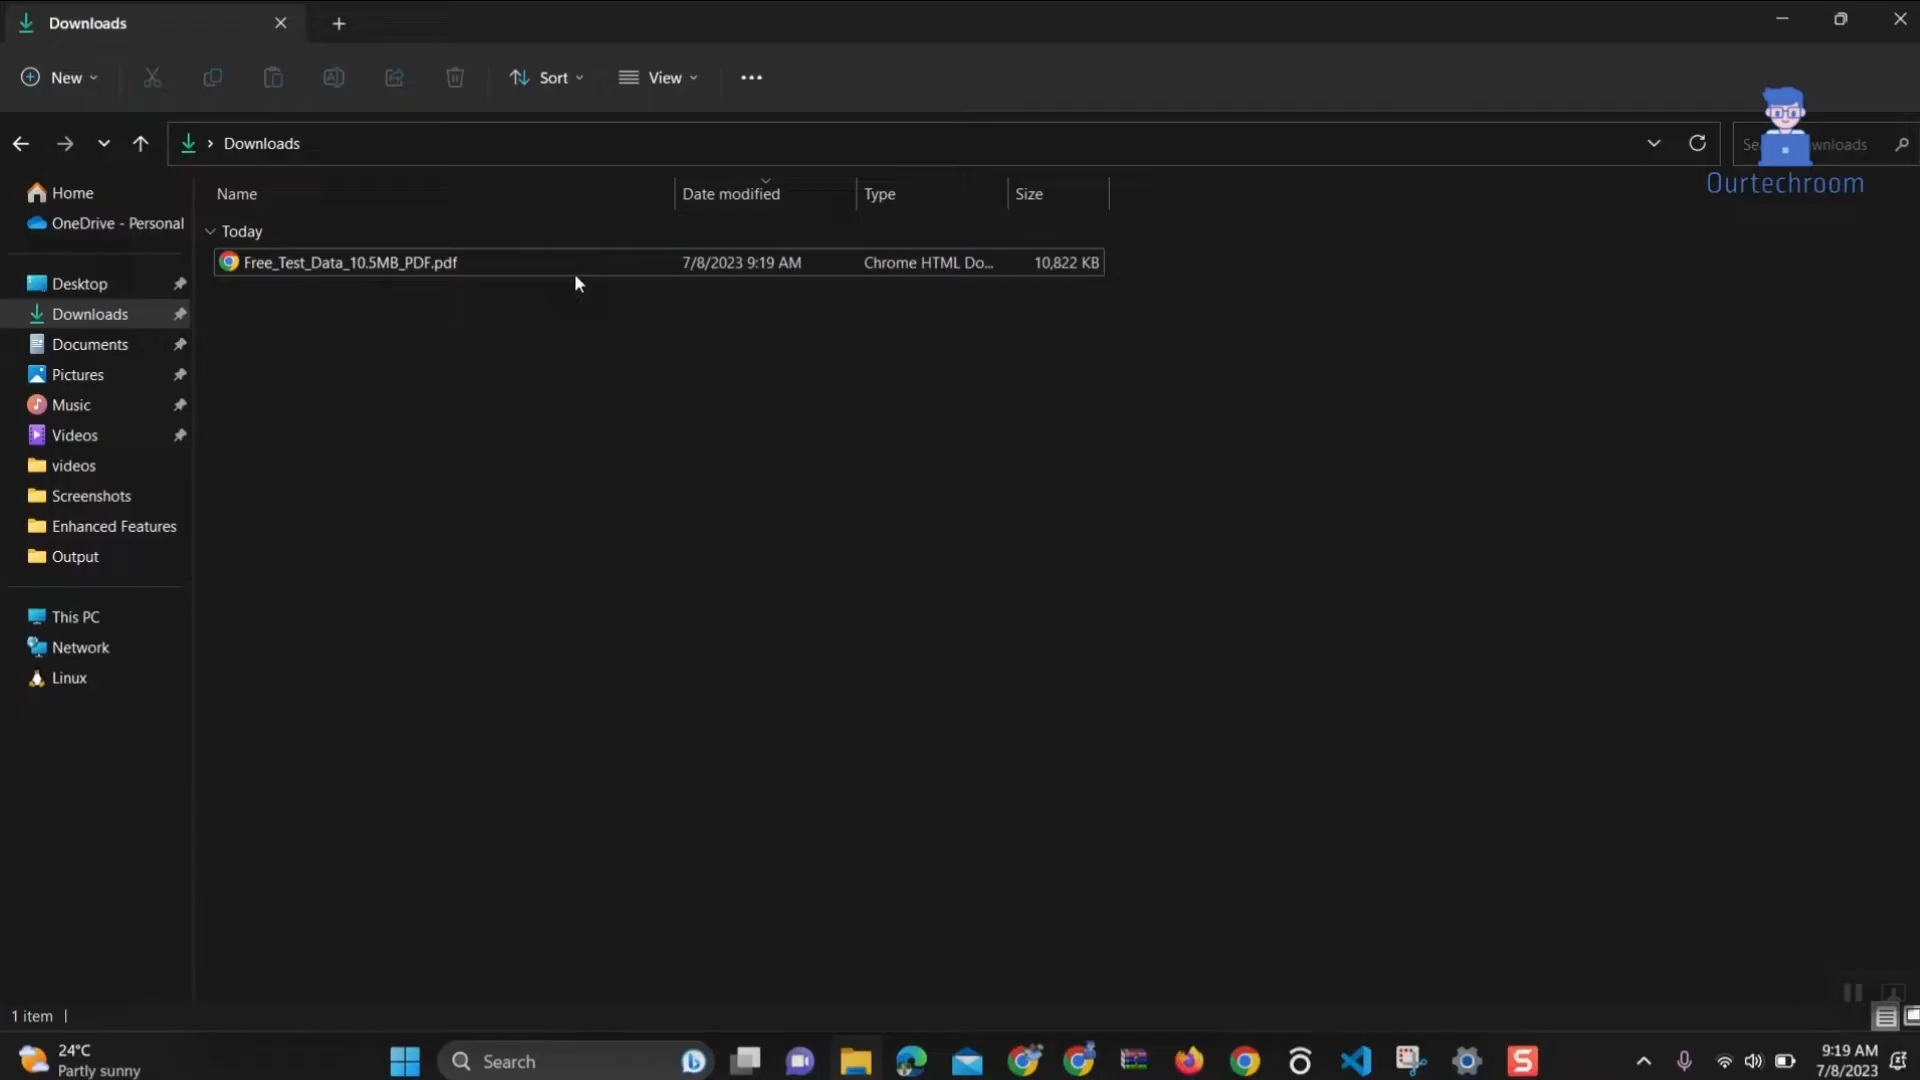 Downloads
New
Sort
View
Downloads
Se wnloads
Ourtechroom
Home
OneDrive - Personal
Desktop
Downloads
Documents
Pictures
Music
Videos
videos
Screenshots
Enhanced Features
Output
This PC
Network
Linux
Name Date modified Type Size
Today
Free_Test_Data_10.5MB_PDF.pdf 7/8/2023 9:19 AM Chrome HTML Do... 10,822 KB
1 item
24°C
Partly sunny
Search
9:19 AM
7/8/2023